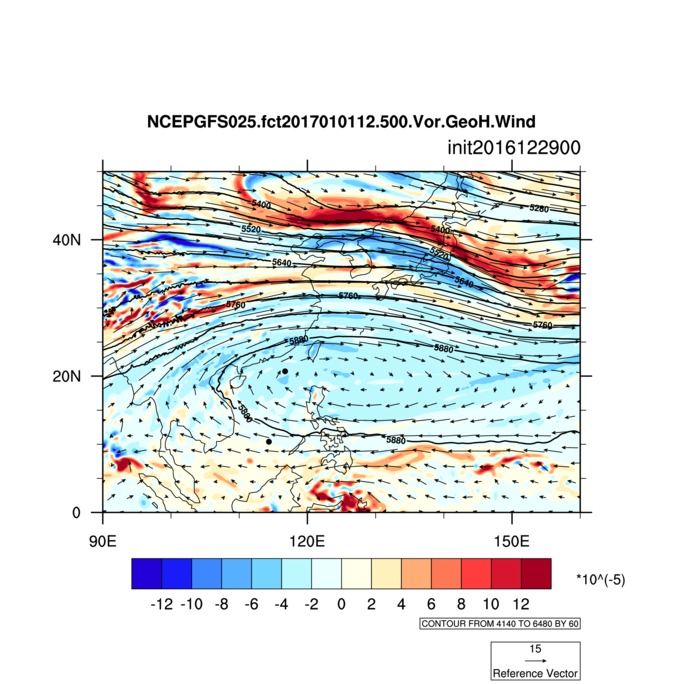 NCEPGFS025.fct2017010112.500.Vor.GeoH.Wind
init2016122900
5400
5280
5520
5400
40N
5520
5640
5640
5760
5760
5760
5880
5880
20N
5880
5880
0
90E 120E 150E
-12 -10 -8 -6 -4 -2 0 2 4 6 8 10 12
*10^(-5)
CONTOUR FROM 4140 TO 6480 BY 60
15
Reference Vector